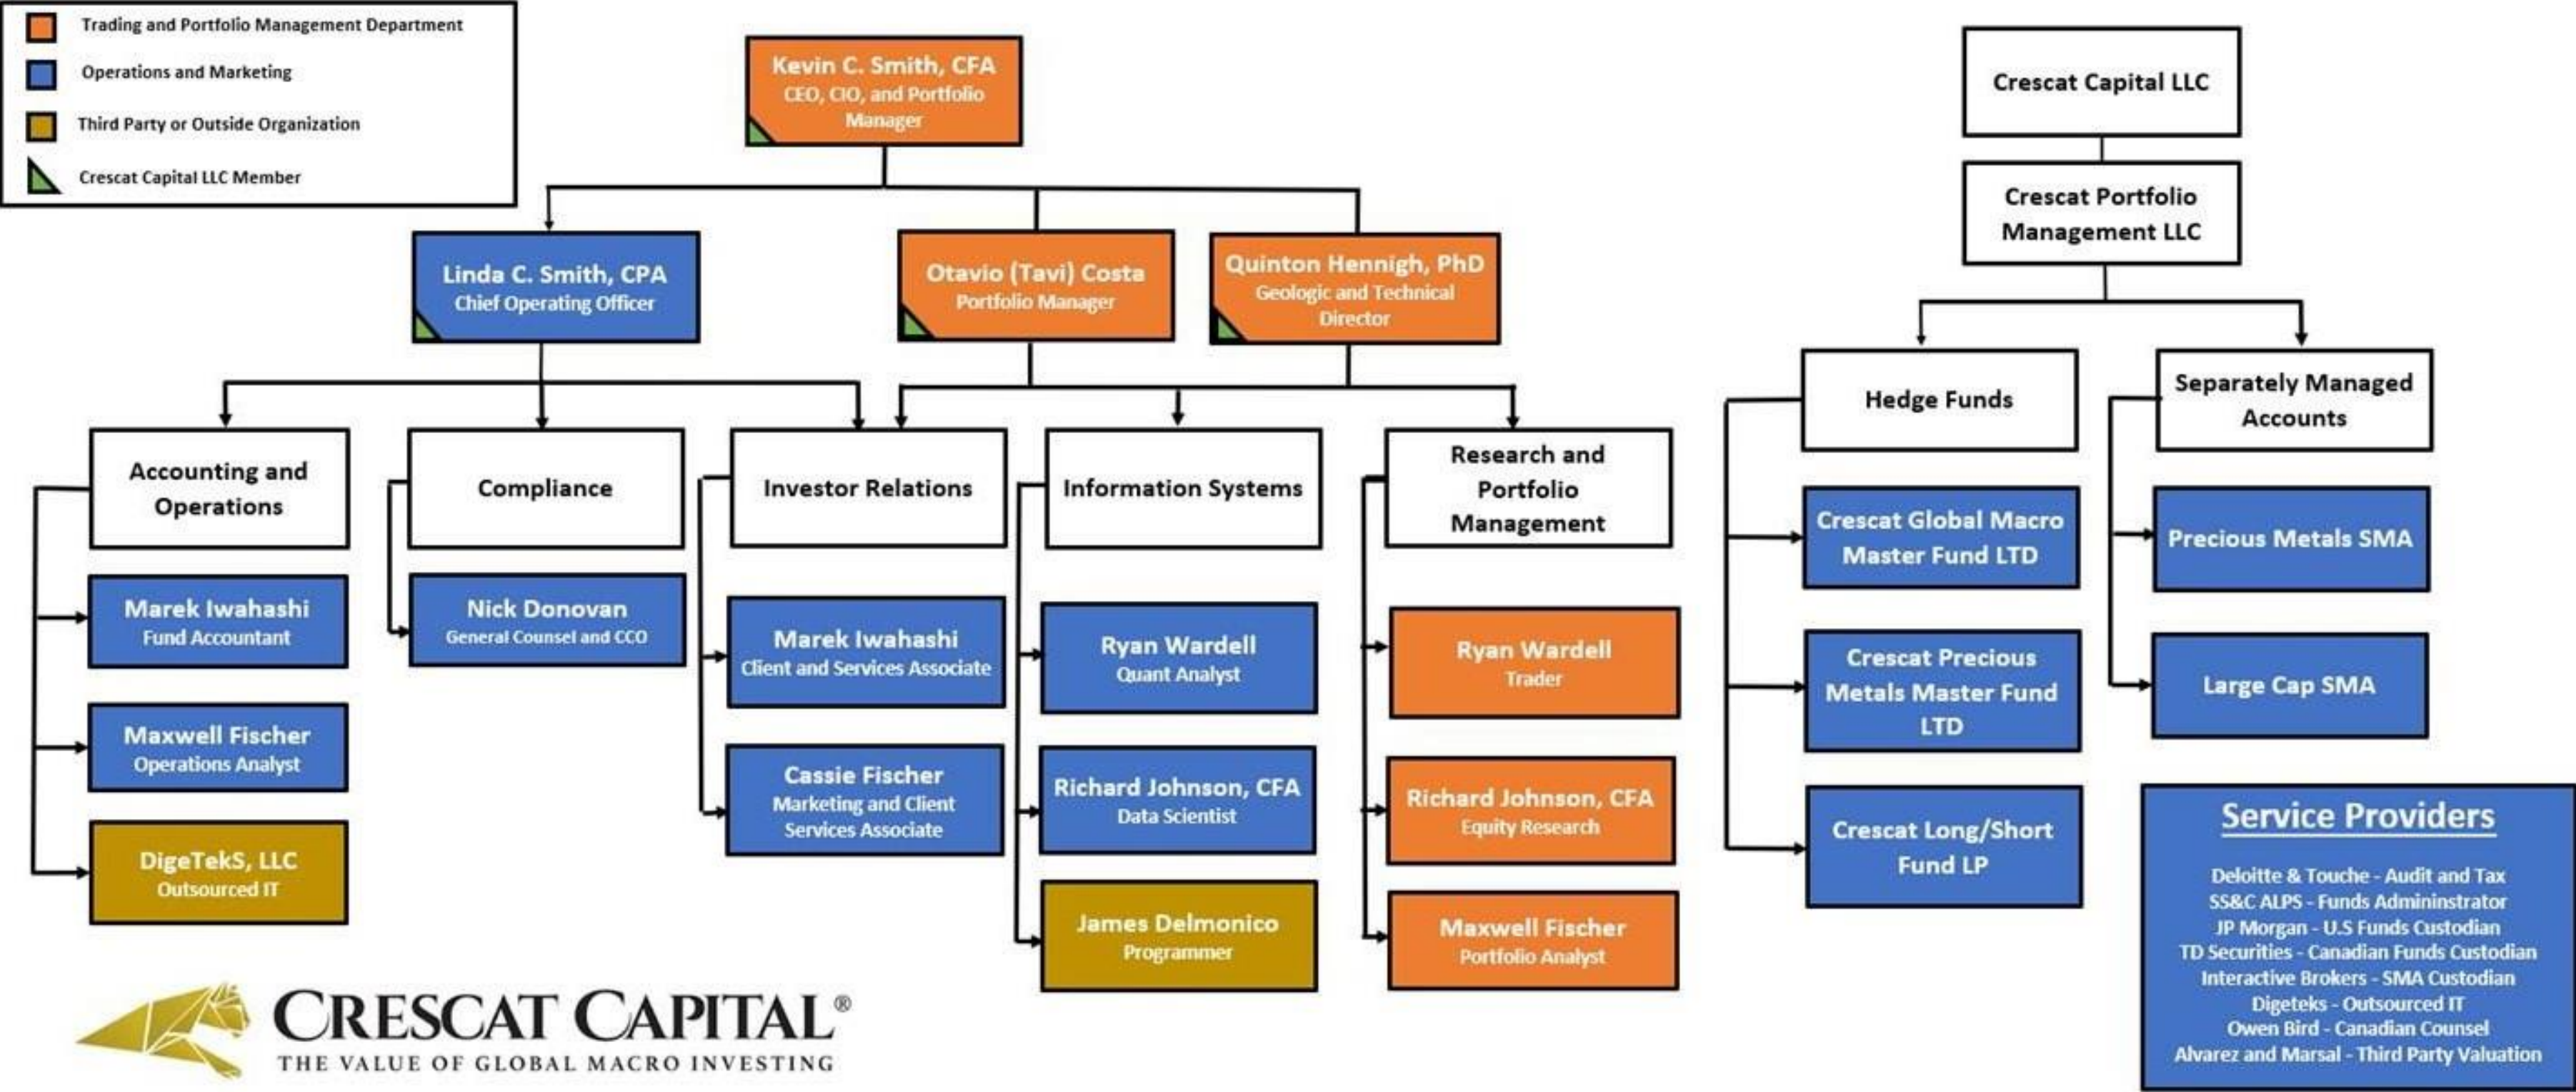 Trading and Portfolio Management Department
Operations and Marketing
Third Party or Outside Organization
Crescat Capital LLC Member
Kevin C. Smith, CFA
CEO, CIO, and Portfolio
Manager
Linda C. Smith, CPA
Chief Operating Officer
Otavio (Tavi) Costa
Portfolio Manager
Quinton Hennigh, PhD
Geologic and Technical
Director
Accounting and
Operations
Marek Iwahashi
Fund Accountant
Maxwell Fischer
Operations Analyst
DigeTekS, LLC
Outsourced IT
Compliance
Nick Donovan
General Counsel and CCO
Investor Relations
Marek Iwahashi
Client and Services Associate
Cassie Fischer
Marketing and Client
Services Associate
Information Systems
Ryan Wardell
Quant Analyst
Richard Johnson, CFA
Data Scientist
James Delmonico
Programmer
Research and
Portfolio
Management
Ryan Wardell
Trader
Richard Johnson, CFA
Equity Research
Maxwell Fischer
Portfolio Analyst
Crescat Capital LLC
Crescat Portfolio
Management LLC
Hedge Funds
Crescat Global Macro
Master Fund LTD
Crescat Precious
Metals Master Fund
LTD
Crescat Long/Short
Fund LP
Separately Managed
Accounts
Precious Metals SMA
Large Cap SMA
Service Providers
Deloitte & Touche - Audit and Tax
SS&C ALPS - Funds Admininstrator
JP Morgan - U.S Funds Custodian
TD Securities - Canadian Funds Custodian
Interactive Brokers - SMA Custodian
Digeteks - Outsourced IT
Owen Bird - Canadian Counsel
Alvarez and Marsal - Third Party Valuation
CRESCAT CAPITAL®
THE VALUE OF GLOBAL MACRO INVESTING